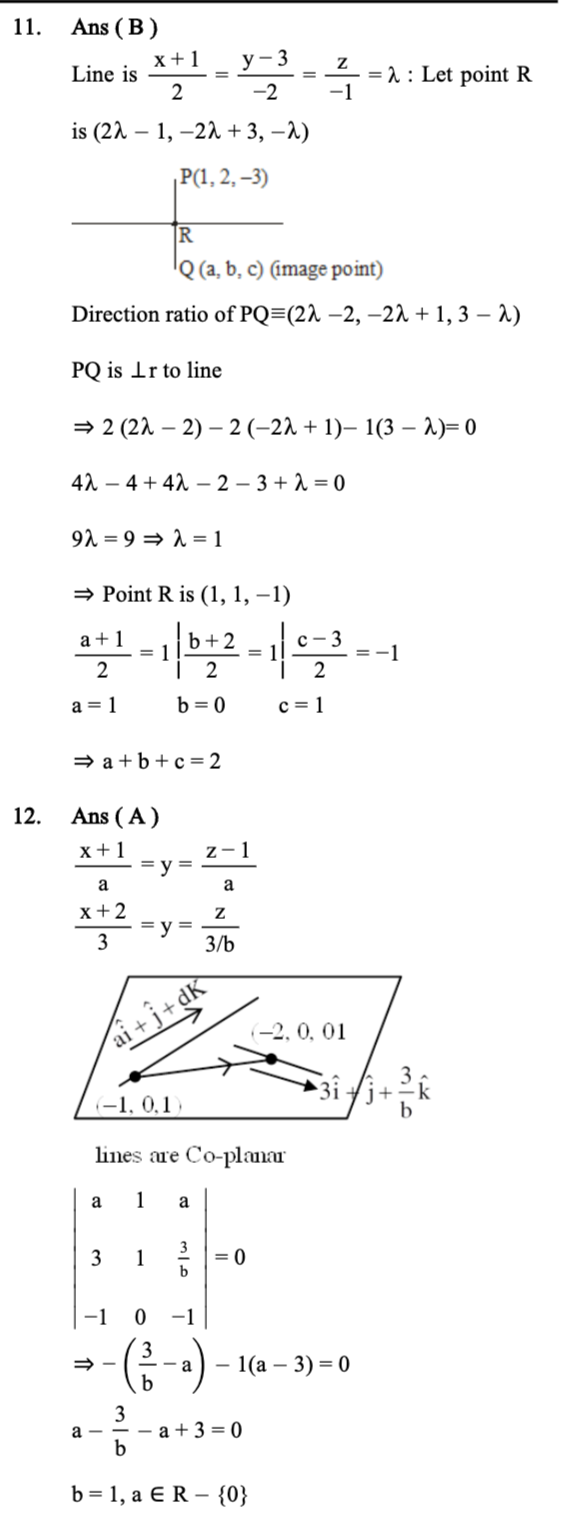 11. Ans ( B )
Line is (x + 1)/2 = (y − 3)/−2 = z/−1 = λ : Let point R
is (2λ − 1, −2λ + 3, −λ)
P(1, 2, –3)
R
Q (a, b, c) (image point)
Direction ratio of PQ≡(2λ −2, −2λ + 1, 3 − λ)
PQ is ⊥r to line
⇒ 2 (2λ − 2) − 2 (−2λ + 1)− 1(3 − λ)= 0
4λ − 4 + 4λ − 2 − 3 + λ = 0
9λ = 9 ⇒ λ = 1
⇒ Point R is (1, 1, −1)
(a + 1)/2 = 1 | (b + 2)/2 = 1 | (c − 3)/2 = −1
a = 1 b = 0 c = 1
⇒ a + b + c = 2
12. Ans ( A )
(x + 1)/a = y = (z − 1)/a
(x + 2)/3 = y = z/(3/b)
aî + ĵ + dK
(−2, 0, 01
(−1, 0,1)
3î + ĵ + (3/b)k̂
lines are Co-planar
| a 1 a |
| 3 1 3/b | = 0
| −1 0 −1 |
⇒ −(3/b − a) − 1(a − 3) = 0
a − 3/b − a + 3 = 0
b = 1, a ∈ R − {0}